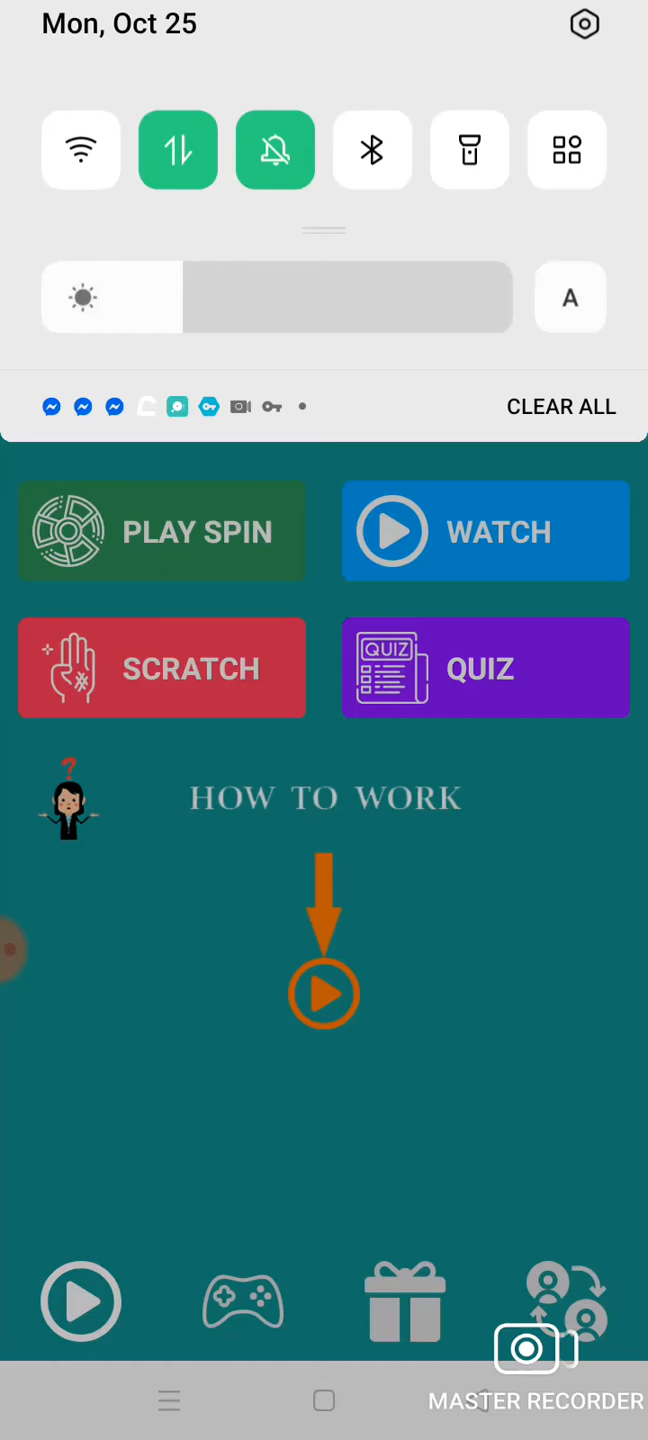 Mon, Oct 25
A
CLEAR ALL
PLAY SPIN
WATCH
SCRATCH
QUIZ
QUIZ
?
HOW TO WORK
MASTER RECORDER